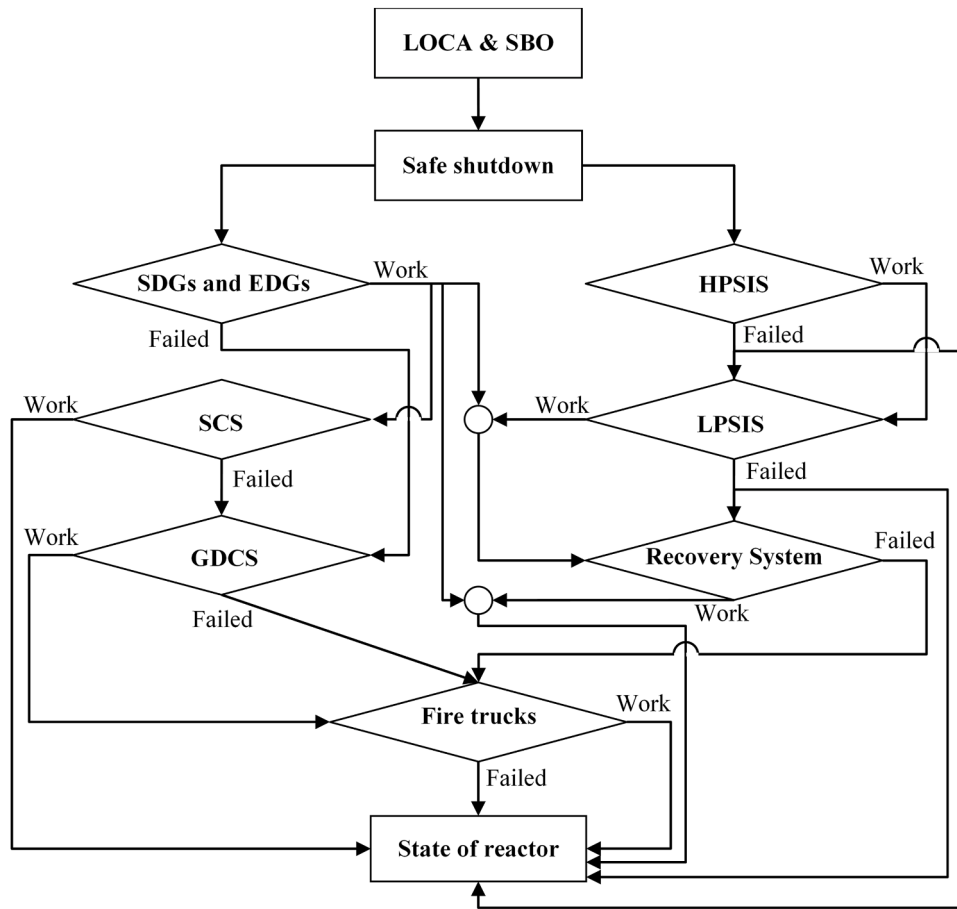 LOCA & SBO
Safe shutdown
SDGs and EDGs
Work
Failed
HPSIS
Work
Failed
Work
SCS
Failed
Work
LPSIS
Failed
Work
GDCS
Failed
Recovery System
Failed
Work
Fire trucks
Work
Failed
State of reactor